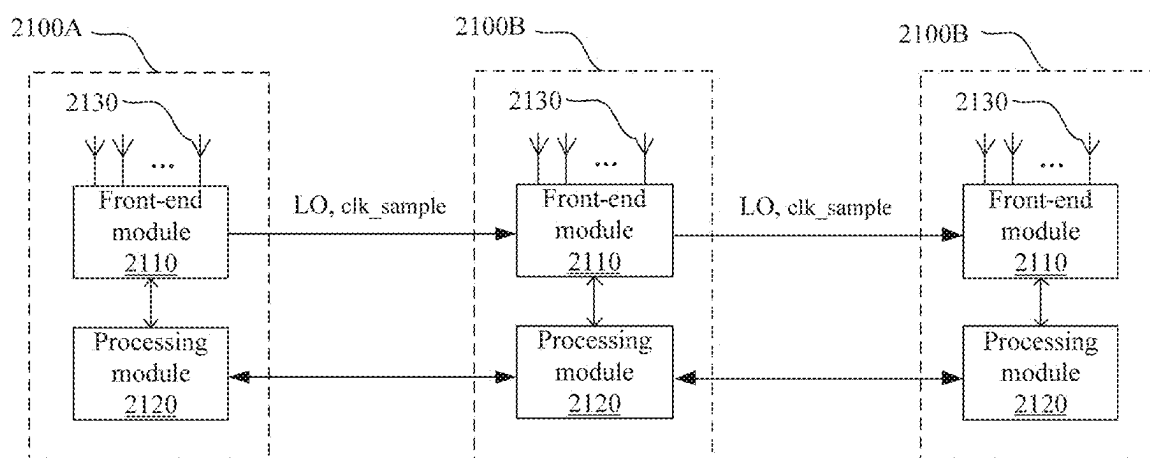 2100A
2100B
2100B
2130
2130
2130
...
...
...
Front-end
module
2110
LO, clk_sample
Front-end
module
2110
LO, clk_sample
Front-end
module
2110
Processing
module
2120
Processing
module
2120
Processing
module
2120